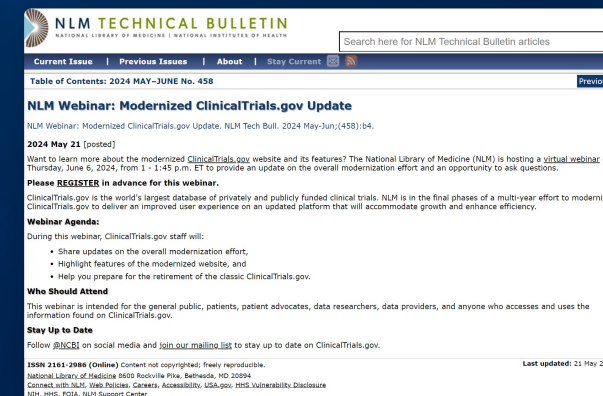 NLM TECHNICAL BULLETIN
NATIONAL LIBRARY OF MEDICINE | NATIONAL INSTITUTES OF HEALTH
Search here for NLM Technical Bulletin articles
Current Issue | Previous Issues | About | Stay Current
Table of Contents: 2024 MAY–JUNE No. 458
NLM Webinar: Modernized ClinicalTrials.gov Update
NLM Webinar: Modernized ClinicalTrials.gov Update. NLM Tech Bull. 2024 May-Jun;(458):b4.
2024 May 21 [posted]
Want to learn more about the modernized ClinicalTrials.gov website and its features? The National Library of Medicine (NLM) is hosting a virtual webinar
Thursday, June 6, 2024, from 1 - 1:45 p.m. ET to provide an update on the overall modernization effort and an opportunity to ask questions.
Please REGISTER in advance for this webinar.
ClinicalTrials.gov is the world's largest database of privately and publicly funded clinical trials. NLM is in the final phases of a multi-year effort to moderni
ClinicalTrials.gov to deliver an improved user experience on an updated platform that will accommodate growth and enhance efficiency.
Webinar Agenda:
During this webinar, ClinicalTrials.gov staff will:
• Share updates on the overall modernization effort,
• Highlight features of the modernized website, and
• Help you prepare for the retirement of the classic ClinicalTrials.gov.
Who Should Attend
This webinar is intended for the general public, patients, patient advocates, data researchers, data providers, and anyone who accesses and uses the
information found on ClinicalTrials.gov.
Stay Up to Date
Follow @NCBI on social media and join our mailing list to stay up to date on ClinicalTrials.gov.
ISSN 2161-2986 (Online) Content not copyrighted; freely reproducible.
Last updated: 21 May 2
National Library of Medicine 8600 Rockville Pike, Bethesda, MD 20894
Connect with NLM, Web Policies, Careers, Accessibility, USA.gov, HHS Vulnerability Disclosure
NIH, HHS, FOIA, NLM Support Center